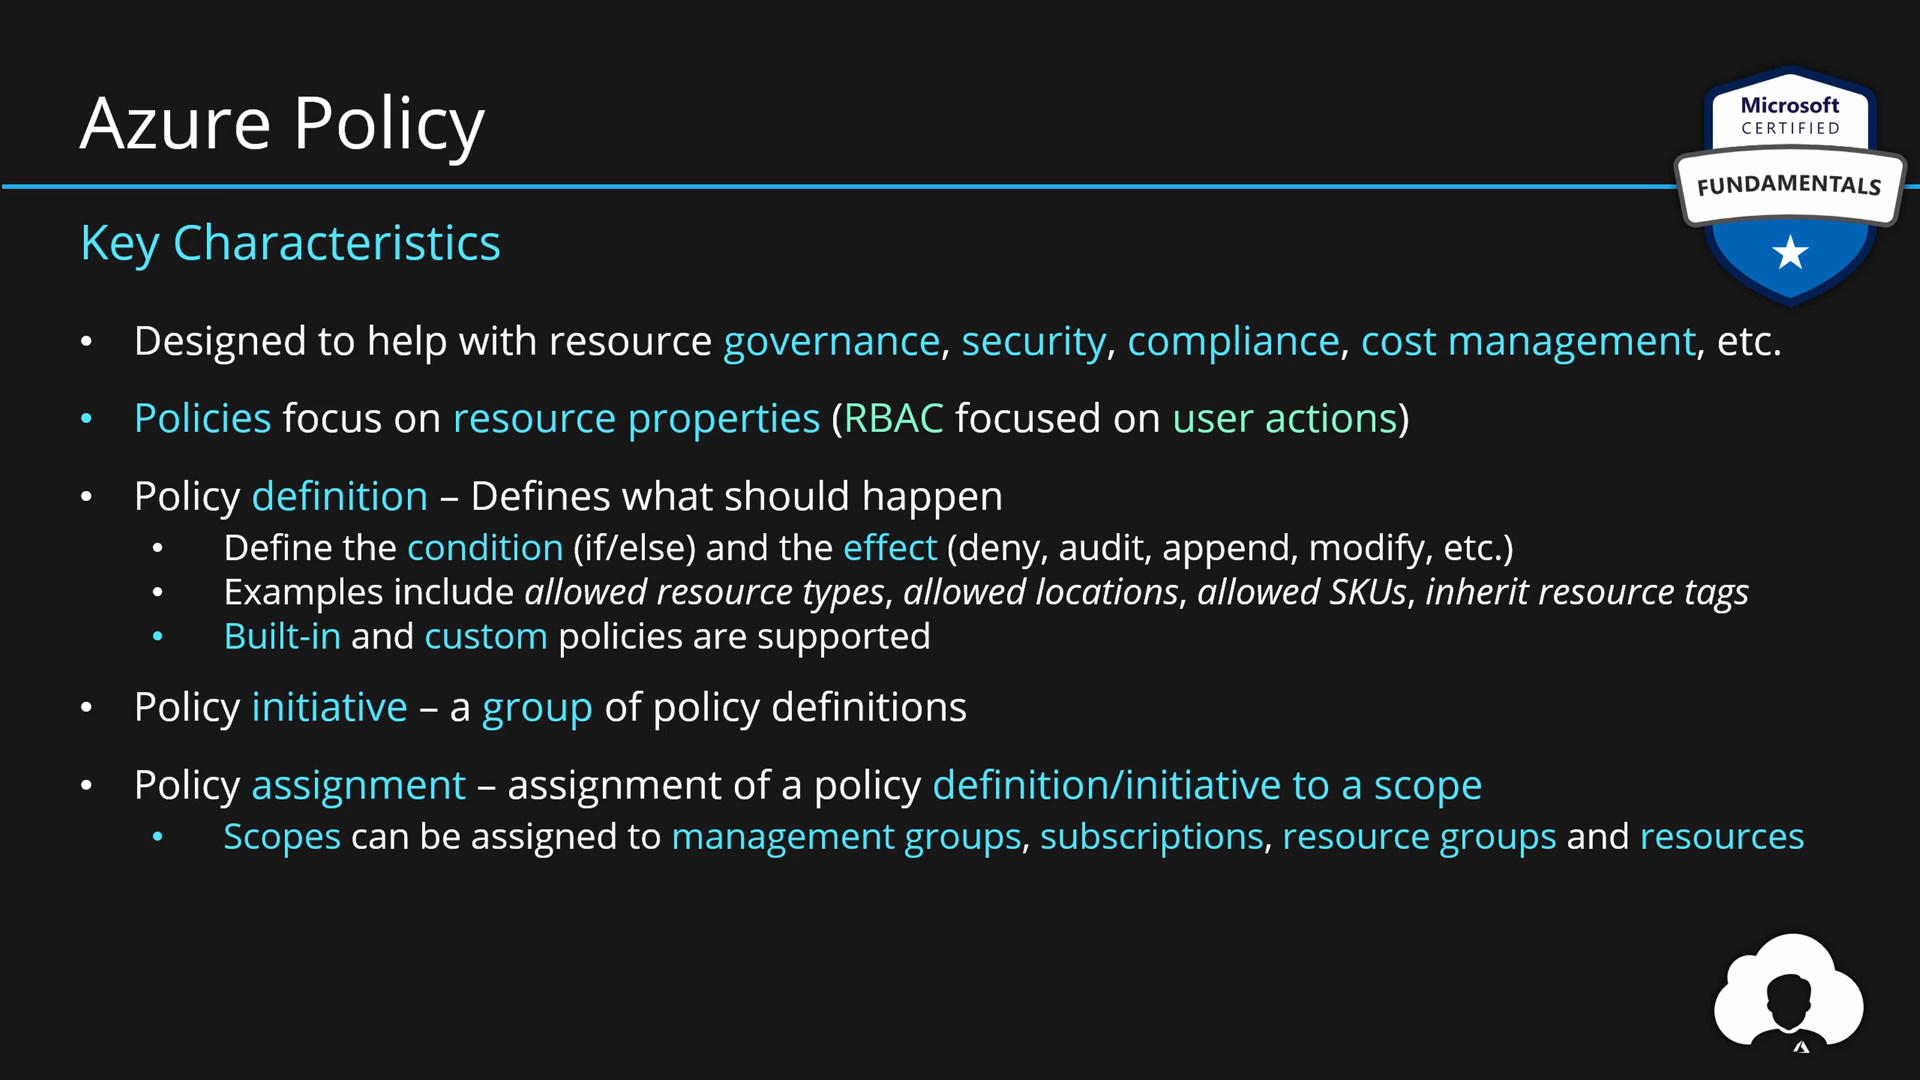 Azure Policy
Microsoft
CERTIFIED
FUNDAMENTALS
Key Characteristics
• Designed to help with resource governance, security, compliance, cost management, etc.
• Policies focus on resource properties (RBAC focused on user actions)
• Policy definition – Defines what should happen
• Define the condition (if/else) and the effect (deny, audit, append, modify, etc.)
• Examples include allowed resource types, allowed locations, allowed SKUs, inherit resource tags
• Built-in and custom policies are supported
• Policy initiative – a group of policy definitions
• Policy assignment – assignment of a policy definition/initiative to a scope
• Scopes can be assigned to management groups, subscriptions, resource groups and resources